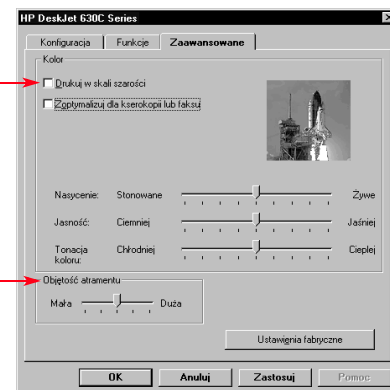 HP DeskJet 630C Series
Konfiguracja Funkcje Zaawansowane
Kolor
Drukuj w skali szarości
Zoptymalizuj dla kserokopii lub faksu
Nasycenie: Stonowane Żywe
Jasność: Ciemniej Jaśniej
Tonacja koloru: Chłodniej Cieplej
Objętość atramentu
Mała Duża
Ustawienia fabryczne
OK Anuluj Zastosuj Pomoc